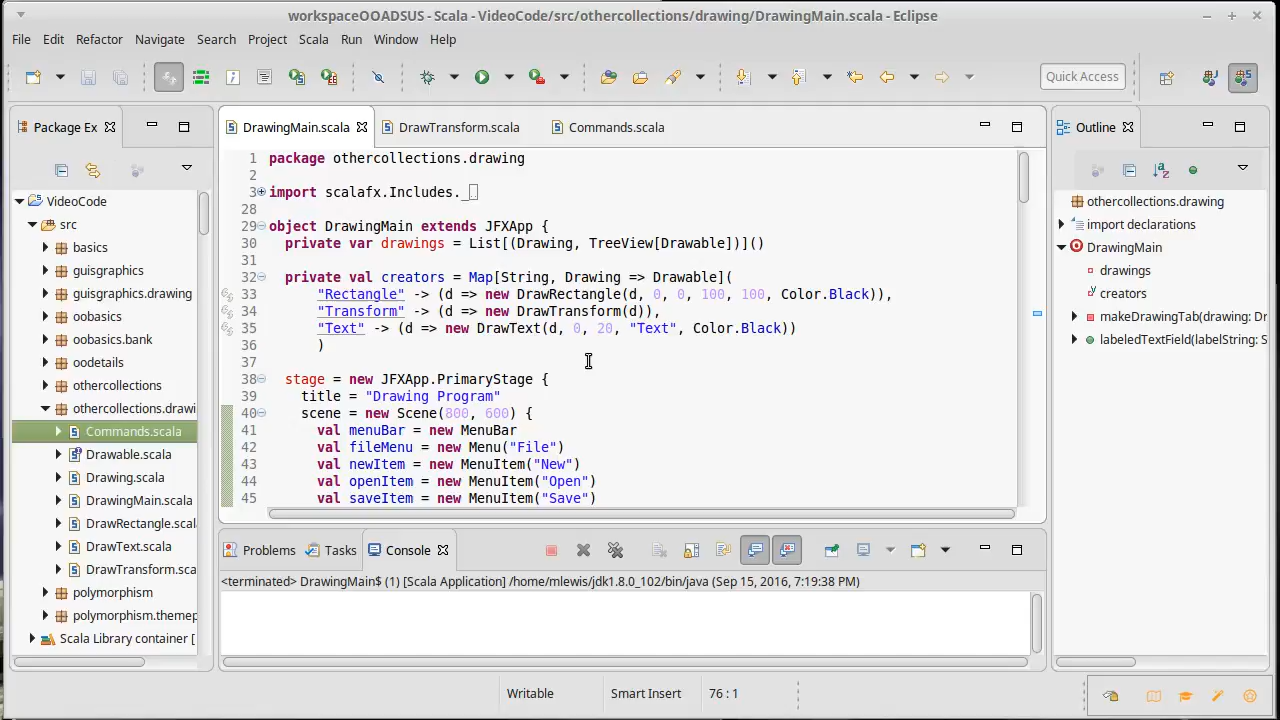 workspaceOOADSUS - Scala - VideoCode/src/othercollections/drawing/DrawingMain.scala - Eclipse
File Edit Refactor Navigate Search Project Scala Run Window Help
Quick Access
Package Ex
DrawingMain.scala
DrawTransform.scala
Commands.scala
Outline
VideoCode
src
basics
guisgraphics
guisgraphics.drawing
oobasics
oobasics.bank
oodetails
othercollections
othercollections.drawi
Commands.scala
Drawable.scala
Drawing.scala
DrawingMain.scala
DrawRectangle.scal
DrawText.scala
DrawTransform.sca
polymorphism
polymorphism.themep
Scala Library container [
1 package othercollections.drawing
2
3 import scalafx.Includes._
28
29 object DrawingMain extends JFXApp {
30 private var drawings = List[(Drawing, TreeView[Drawable])]()
31
32 private val creators = Map[String, Drawing => Drawable](
33 "Rectangle" -> (d => new DrawRectangle(d, 0, 0, 100, 100, Color.Black)),
34 "Transform" -> (d => new DrawTransform(d)),
35 "Text" -> (d => new DrawText(d, 0, 20, "Text", Color.Black))
36 )
37
38 stage = new JFXApp.PrimaryStage {
39 title = "Drawing Program"
40 scene = new Scene(800, 600) {
41 val menuBar = new MenuBar
42 val fileMenu = new Menu("File")
43 val newItem = new MenuItem("New")
44 val openItem = new MenuItem("Open")
45 val saveItem = new MenuItem("Save")
othercollections.drawing
import declarations
DrawingMain
drawings
creators
makeDrawingTab(drawing: Dr
labeledTextField(labelString: S
Problems
Tasks
Console
<terminated> DrawingMain$ (1) [Scala Application] /home/mlewis/jdk1.8.0_102/bin/java (Sep 15, 2016, 7:19:38 PM)
Writable
Smart Insert
76 : 1